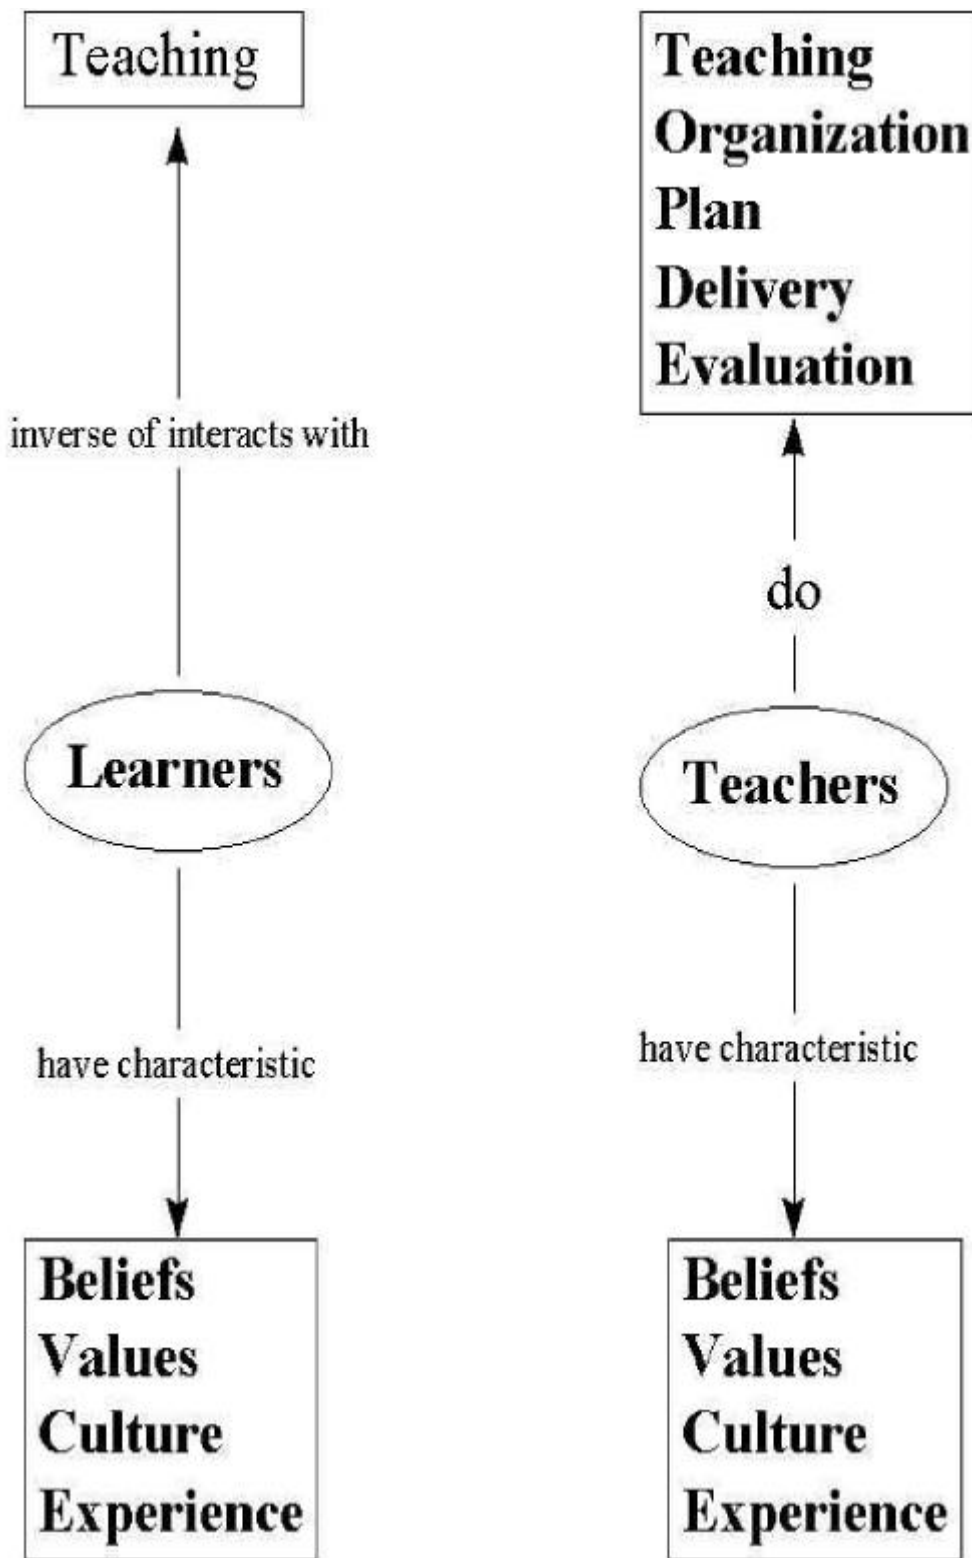 Teaching
inverse of interacts with
Learners
have characteristic
Beliefs
Values
Culture
Experience
Teaching
Organization
Plan
Delivery
Evaluation
do
Teachers
have characteristic
Beliefs
Values
Culture
Experience